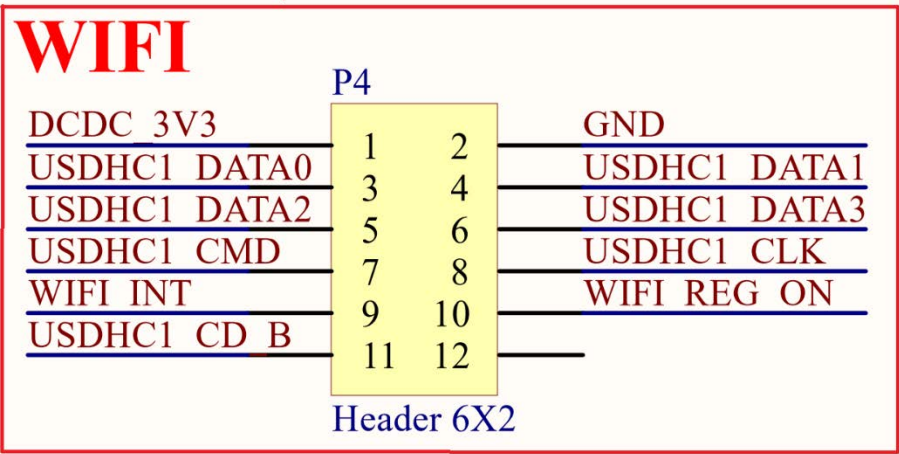 WIFI
P4
DCDC_3V3 1 2 GND
USDHC1_DATA0 3 4 USDHC1_DATA1
USDHC1_DATA2 5 6 USDHC1_DATA3
USDHC1_CMD 7 8 USDHC1_CLK
WIFI_INT 9 10 WIFI_REG_ON
USDHC1_CD_B 11 12
Header 6X2